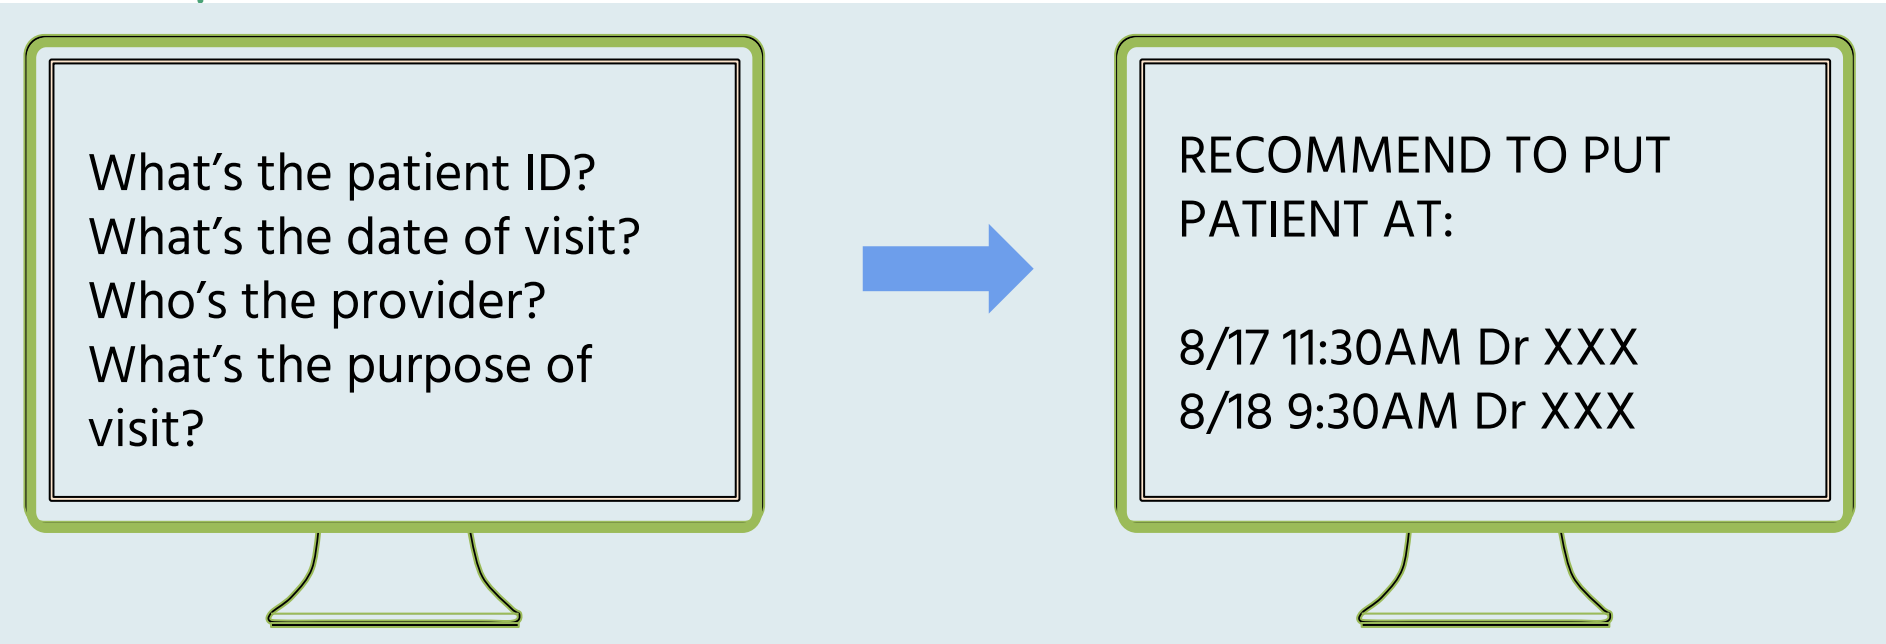 What’s the patient ID?
What’s the date of visit?
Who’s the provider?
What’s the purpose of
visit?
RECOMMEND TO PUT
PATIENT AT:
8/17 11:30AM Dr XXX
8/18 9:30AM Dr XXX